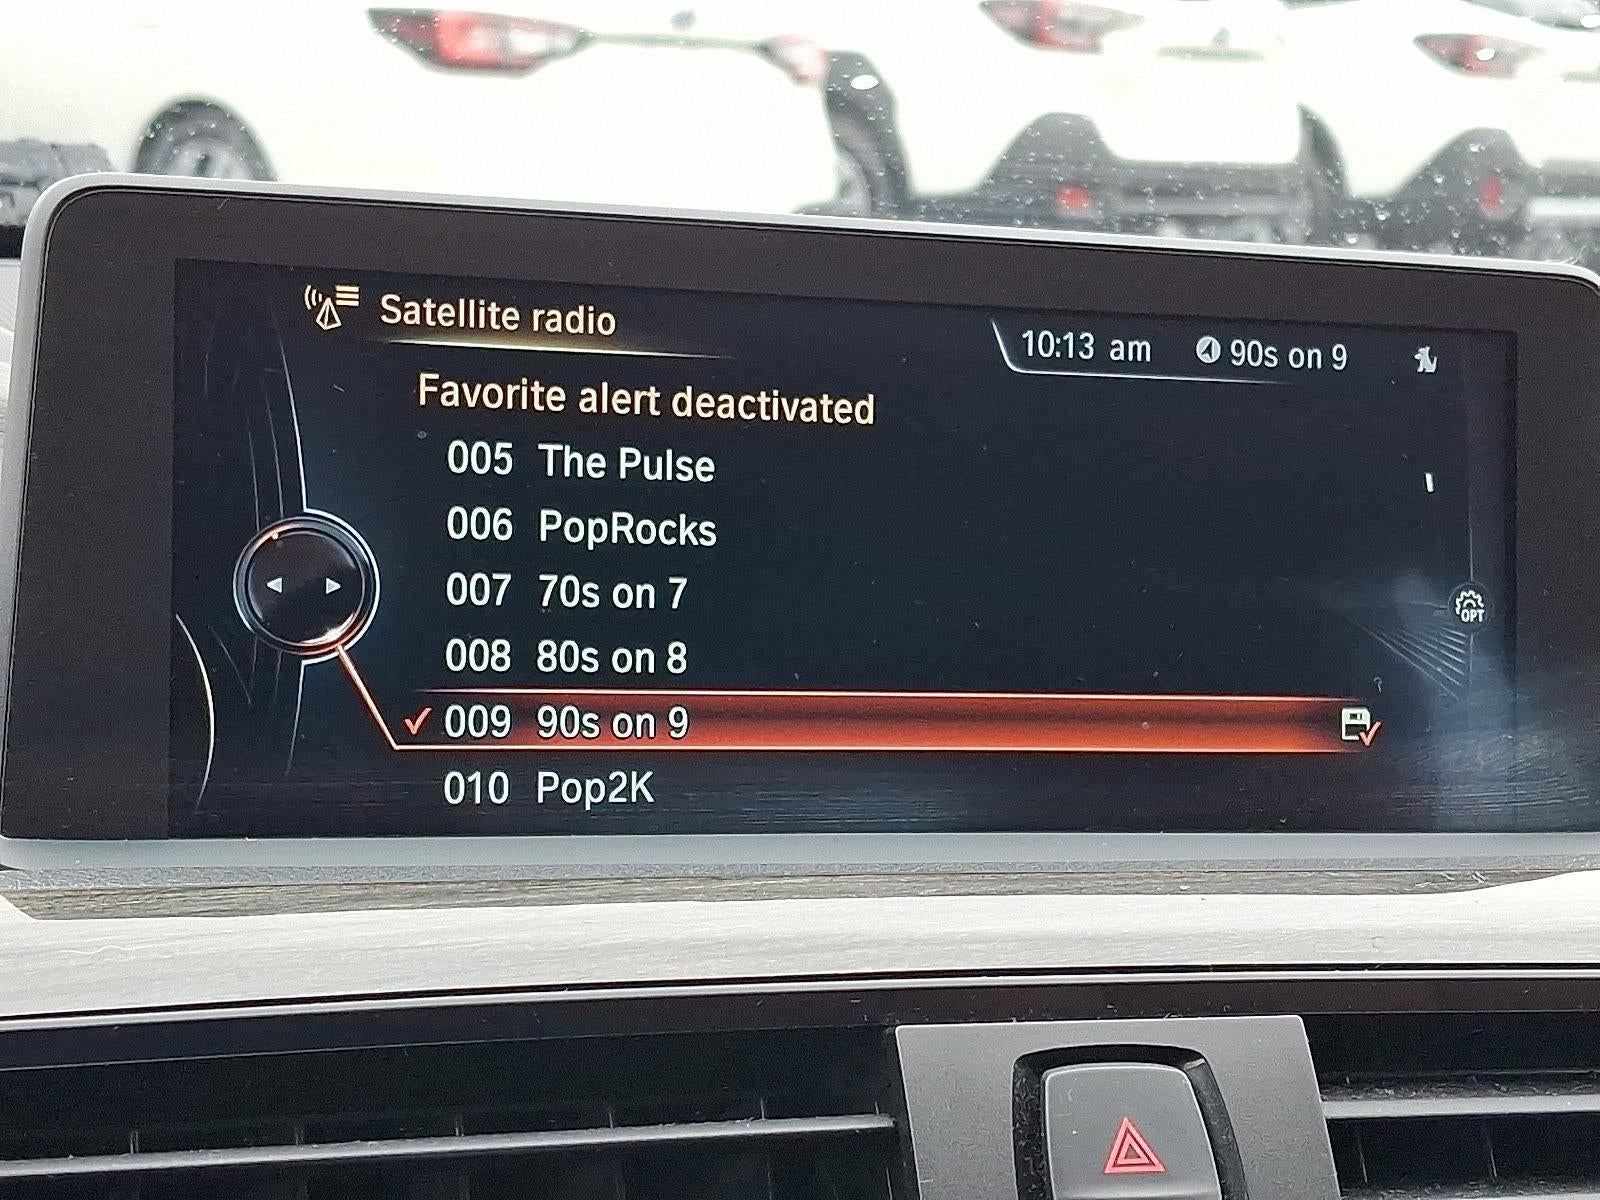 Satellite radio
10:13 am 90s on 9
Favorite alert deactivated
005 The Pulse
006 PopRocks
007 70s on 7
008 80s on 8
009 90s on 9
010 Pop2K
OPT